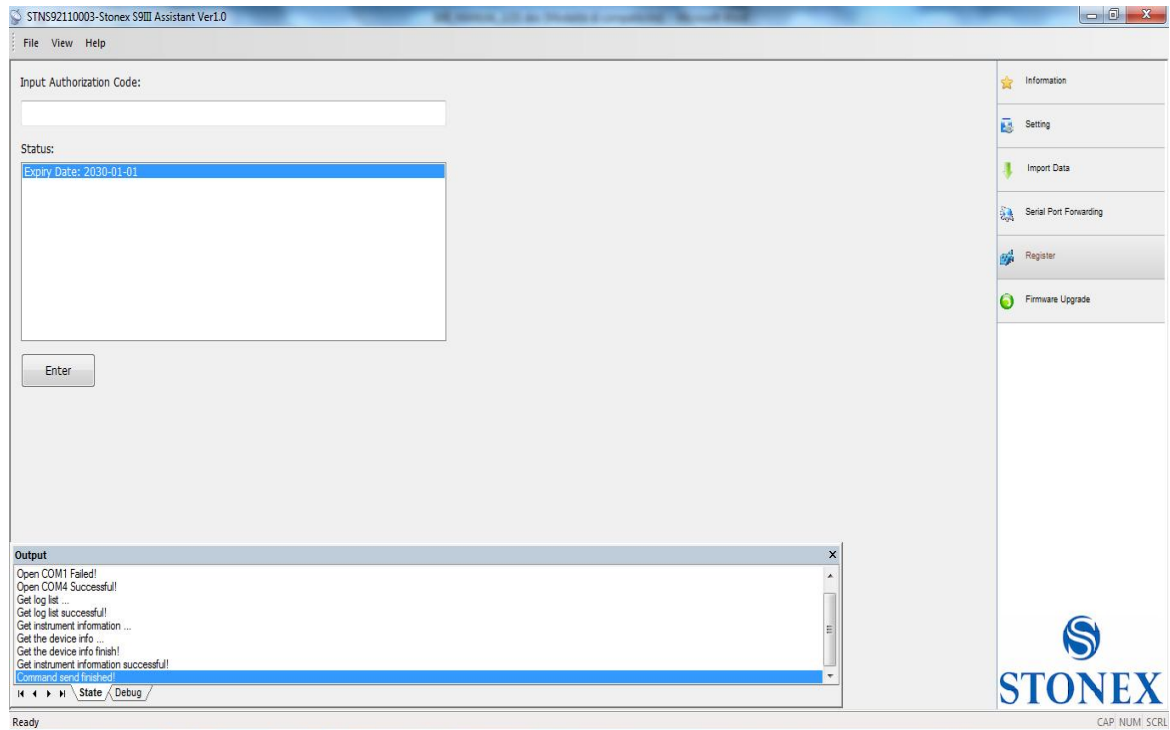 STNS92110003-Stonex S9III Assistant Ver1.0
File View Help
Input Authorization Code:
Status:
Expiry Date: 2030-01-01
Enter
Information
Setting
Import Data
Serial Port Forwarding
Register
Firmware Upgrade
Output
Open COM1 Failed!
Open COM4 Successful!
Get log list ...
Get log list successful!
Get instrument information ...
Get the device info ...
Get the device info finish!
Get instrument information successful!
Command send finished!
State Debug
STONEX
Ready
CAP NUM SCRL